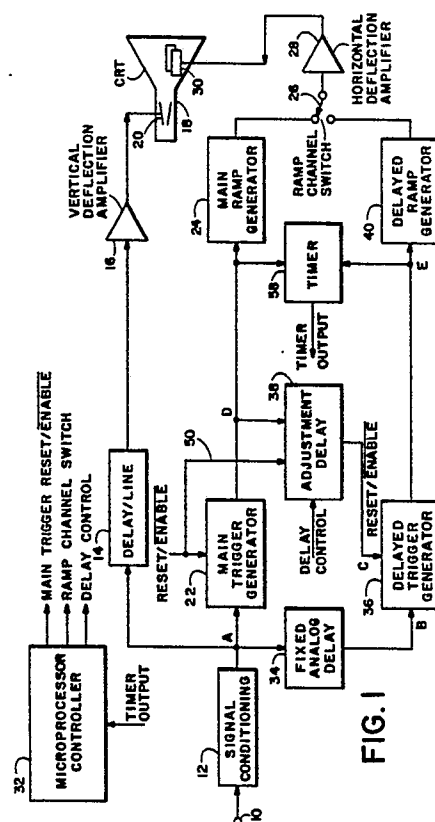 32
MICROPROCESSOR
CONTROLLER
MAIN TRIGGER RESET/ENABLE
RAMP CHANNEL SWITCH
DELAY CONTROL
TIMER
OUTPUT
VERTICAL
DEFLECTION
AMPLIFIER
16
CRT
20
18
30
14
DELAY/LINE
RESET/ENABLE
50
10
12
SIGNAL
CONDITIONING
A
22
MAIN
TRIGGER
GENERATOR
D
24
MAIN
RAMP
GENERATOR
RAMP
CHANNEL
SWITCH
26
28
HORIZONTAL
DEFLECTION
AMPLIFIER
58
TIMER
TIMER
OUTPUT
38
ADJUSTMENT
DELAY
DELAY
CONTROL
34
FIXED
ANALOG
DELAY
B
C
RESET/ENABLE
36
DELAYED
TRIGGER
GENERATOR
E
40
DELAYED
RAMP
GENERATOR
FIG. 1